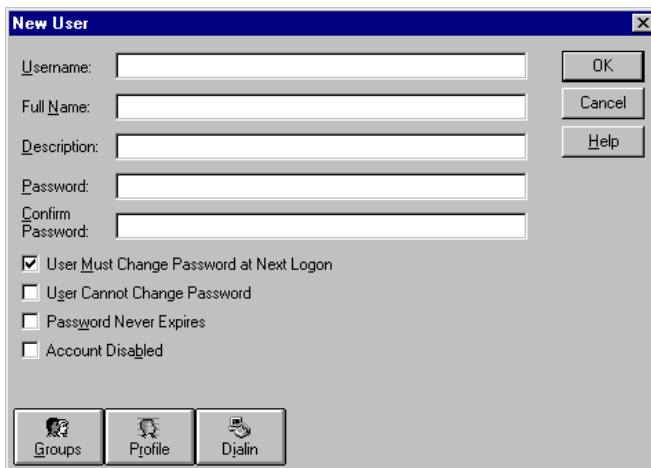 New User
Username:
OK
Full Name:
Cancel
Description:
Help
Password:
Confirm
Password:
User Must Change Password at Next Logon
User Cannot Change Password
Password Never Expires
Account Disabled
Groups
Profile
Dialin